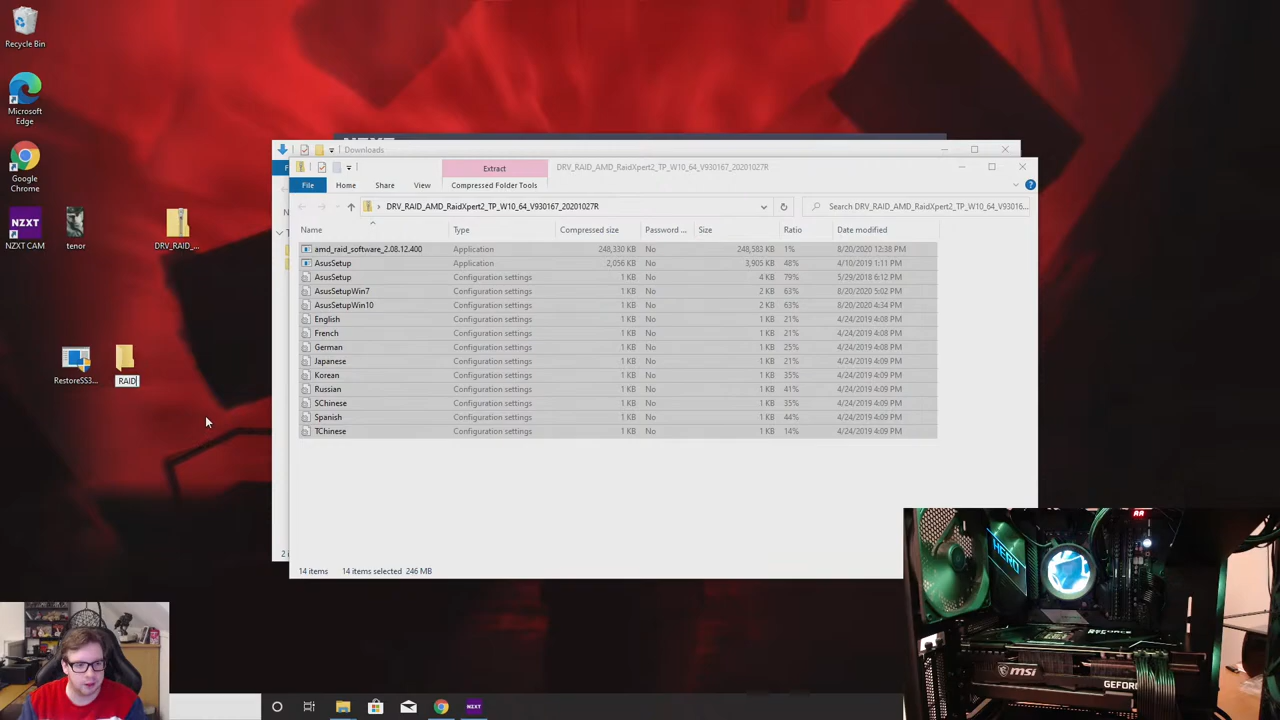 Recycle Bin
Microsoft Edge
Google Chrome
NZXT CAM
tenor
DRV_RAID_...
RestoreSS3...
RAID
NZXT
Downloads
Extract
DRV_RAID_AMD_RaidXpert2_TP_W10_64_V930167_20201027R
File Home Share View Compressed Folder Tools
DRV_RAID_AMD_RaidXpert2_TP_W10_64_V930167_20201027R
Search DRV_RAID_AMD_RaidXpert2_TP_W10_64_V93016...
Name Type Compressed size Password ... Size Ratio Date modified
amd_raid_software_2.08.12.400 Application 248,330 KB No 248,583 KB 1% 8/20/2020 12:38 PM
AsusSetup Application 2,056 KB No 3,905 KB 48% 4/10/2019 1:11 PM
AsusSetup Configuration settings 1 KB No 4 KB 79% 5/29/2018 6:12 PM
AsusSetupWin7 Configuration settings 1 KB No 2 KB 63% 8/20/2020 5:02 PM
AsusSetupWin10 Configuration settings 1 KB No 2 KB 63% 8/20/2020 4:34 PM
English Configuration settings 1 KB No 1 KB 21% 4/24/2019 4:08 PM
French Configuration settings 1 KB No 1 KB 21% 4/24/2019 4:08 PM
German Configuration settings 1 KB No 1 KB 25% 4/24/2019 4:08 PM
Japanese Configuration settings 1 KB No 1 KB 21% 4/24/2019 4:09 PM
Korean Configuration settings 1 KB No 1 KB 26% 4/24/2019 4:09 PM
Russian Configuration settings 1 KB No 1 KB 41% 4/24/2019 4:09 PM
SChinese Configuration settings 1 KB No 1 KB 35% 4/24/2019 4:09 PM
Spanish Configuration settings 1 KB No 1 KB 44% 4/24/2019 4:09 PM
TChinese Configuration settings 1 KB No 1 KB 14% 4/24/2019 4:09 PM
14 items 14 items selected 246 MB
HERO
msi
GEFOR
NZXT